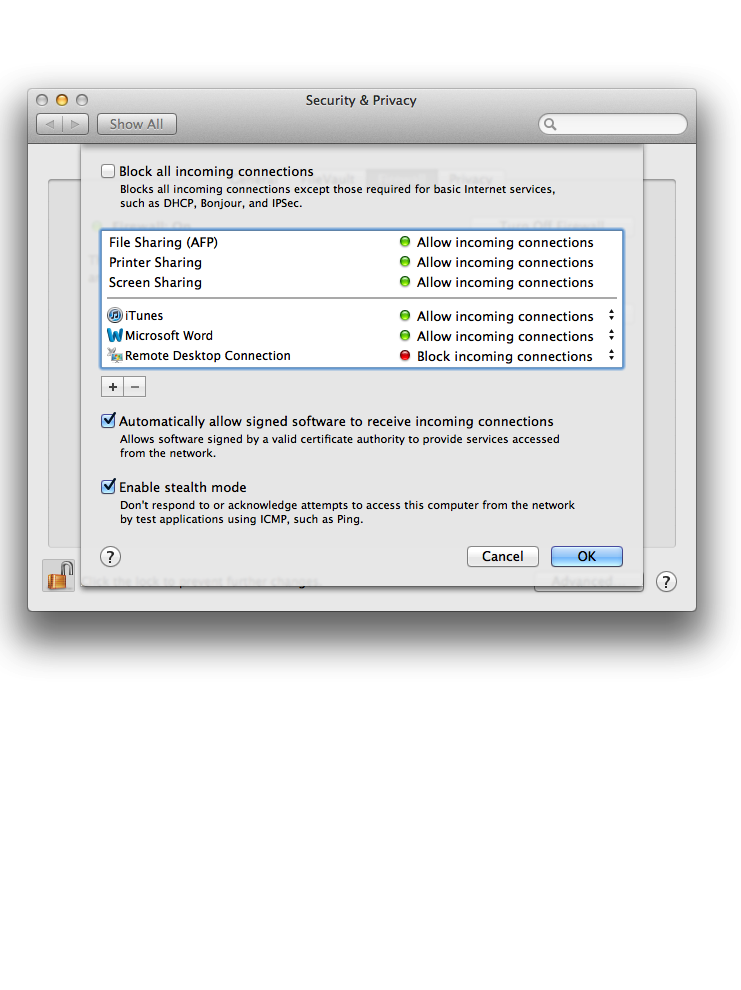 Security & Privacy
Show All
Block all incoming connections
Blocks all incoming connections except those required for basic Internet services,
such as DHCP, Bonjour, and IPSec.
File Sharing (AFP) Allow incoming connections
Printer Sharing Allow incoming connections
Screen Sharing Allow incoming connections
iTunes Allow incoming connections
Microsoft Word Allow incoming connections
Remote Desktop Connection Block incoming connections
+ −
Automatically allow signed software to receive incoming connections
Allows software signed by a valid certificate authority to provide services accessed
from the network.
Enable stealth mode
Don't respond to or acknowledge attempts to access this computer from the network
by test applications using ICMP, such as Ping.
? Cancel OK
Click the lock to prevent further changes. Advanced... ?